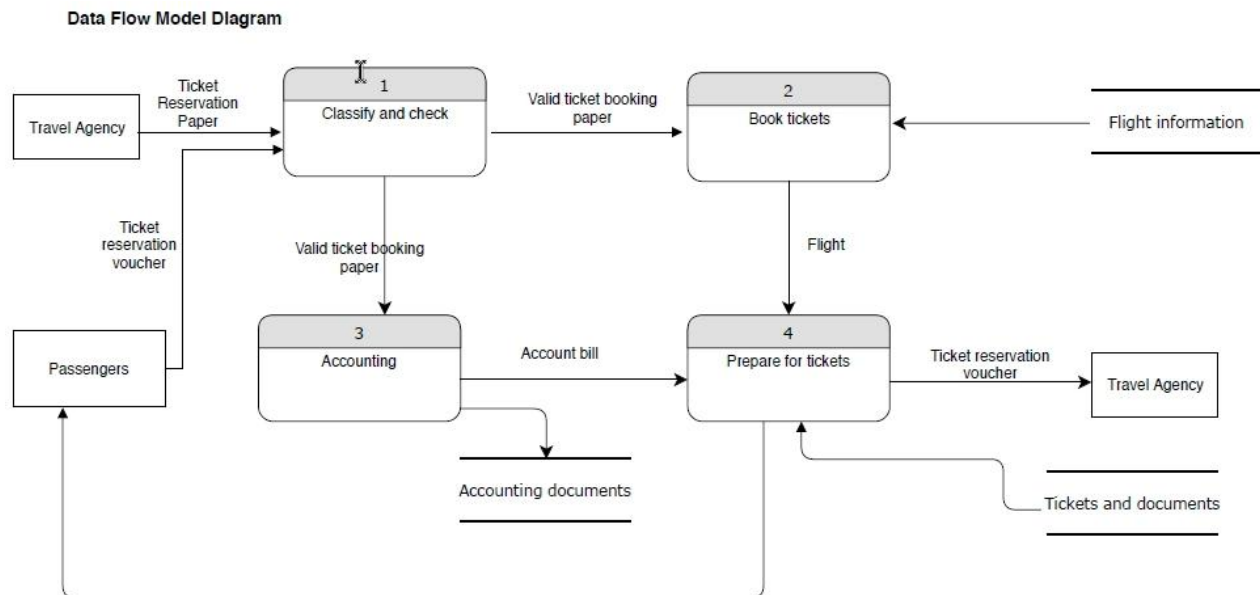 Data Flow Model Diagram
Ticket
Reservation
Paper
Travel Agency
1
Classify and check
Valid ticket booking
paper
2
Book tickets
Flight information
Ticket
reservation
voucher
Valid ticket booking
paper
Flight
Passengers
3
Accounting
Account bill
4
Prepare for tickets
Ticket reservation
voucher
Travel Agency
Accounting documents
Tickets and documents